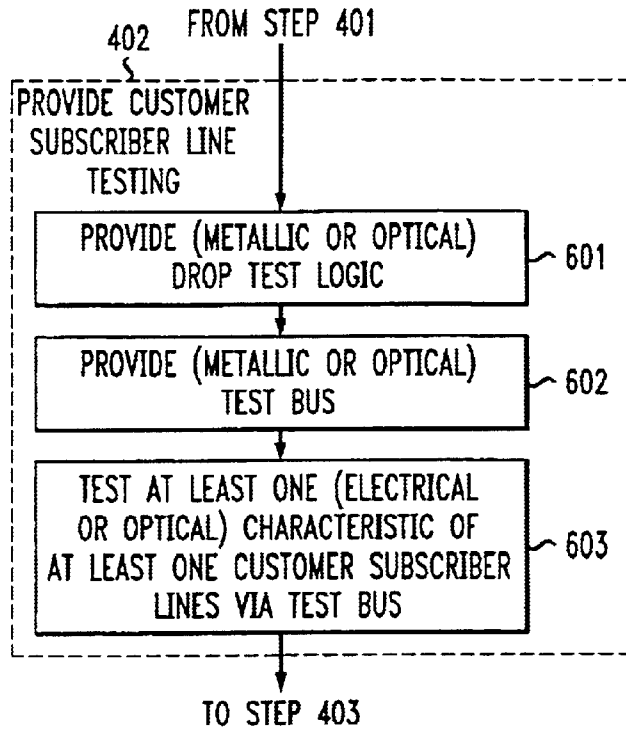 FROM STEP 401
402
PROVIDE CUSTOMER
SUBSCRIBER LINE
TESTING
PROVIDE (METALLIC OR OPTICAL)
DROP TEST LOGIC
601
PROVIDE (METALLIC OR OPTICAL)
TEST BUS
602
TEST AT LEAST ONE (ELECTRICAL
OR OPTICAL) CHARACTERISTIC OF
AT LEAST ONE CUSTOMER SUBSCRIBER
LINES VIA TEST BUS
603
TO STEP 403